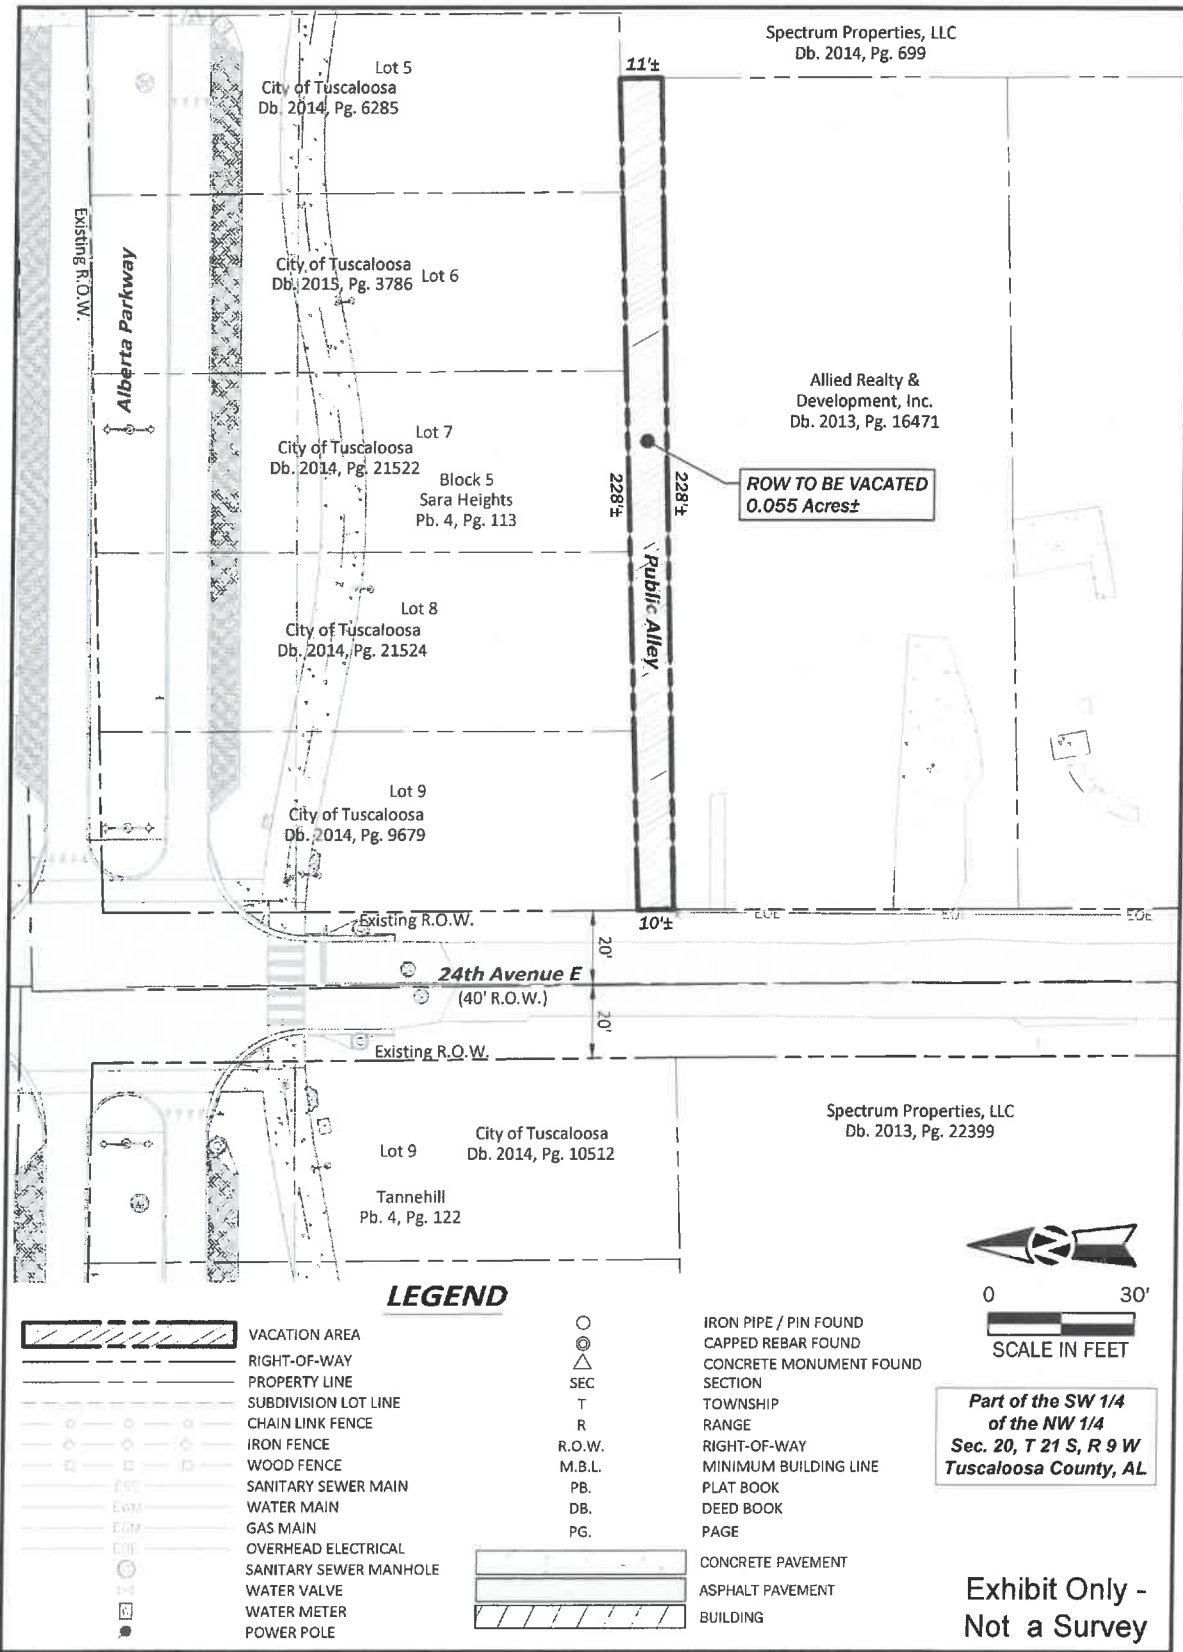 Spectrum Properties, LLC
Db. 2014, Pg. 699
11'±
Lot 5
City of Tuscaloosa
Db. 2014, Pg. 6285
Existing R.O.W.
Alberta Parkway
City of Tuscaloosa
Db. 2015, Pg. 3786
Lot 6
Allied Realty &
Development, Inc.
Db. 2013, Pg. 16471
Lot 7
City of Tuscaloosa
Db. 2014, Pg. 21522
Block 5
Sara Heights
Pb. 4, Pg. 113
228'±
228'±
ROW TO BE VACATED
0.055 Acres±
Public Alley
Lot 8
City of Tuscaloosa
Db. 2014, Pg. 21524
Lot 9
City of Tuscaloosa
Db. 2014, Pg. 9679
10'±
EOE
EOE
Existing R.O.W.
20'
24th Avenue E
(40' R.O.W.)
20'
Existing R.O.W.
Spectrum Properties, LLC
Db. 2013, Pg. 22399
City of Tuscaloosa
Db. 2014, Pg. 10512
Lot 9
Tannehill
Pb. 4, Pg. 122
N
0 30'
SCALE IN FEET
LEGEND
VACATION AREA
RIGHT-OF-WAY
PROPERTY LINE
SUBDIVISION LOT LINE
CHAIN LINK FENCE
IRON FENCE
WOOD FENCE
ESS SANITARY SEWER MAIN
EWM WATER MAIN
EGM GAS MAIN
EOE OVERHEAD ELECTRICAL
SANITARY SEWER MANHOLE
WATER VALVE
WATER METER
POWER POLE
IRON PIPE / PIN FOUND
CAPPED REBAR FOUND
CONCRETE MONUMENT FOUND
SEC SECTION
T TOWNSHIP
R RANGE
R.O.W. RIGHT-OF-WAY
M.B.L. MINIMUM BUILDING LINE
PB. PLAT BOOK
DB. DEED BOOK
PG. PAGE
CONCRETE PAVEMENT
ASPHALT PAVEMENT
BUILDING
Part of the SW 1/4
of the NW 1/4
Sec. 20, T 21 S, R 9 W
Tuscaloosa County, AL
Exhibit Only -
Not a Survey